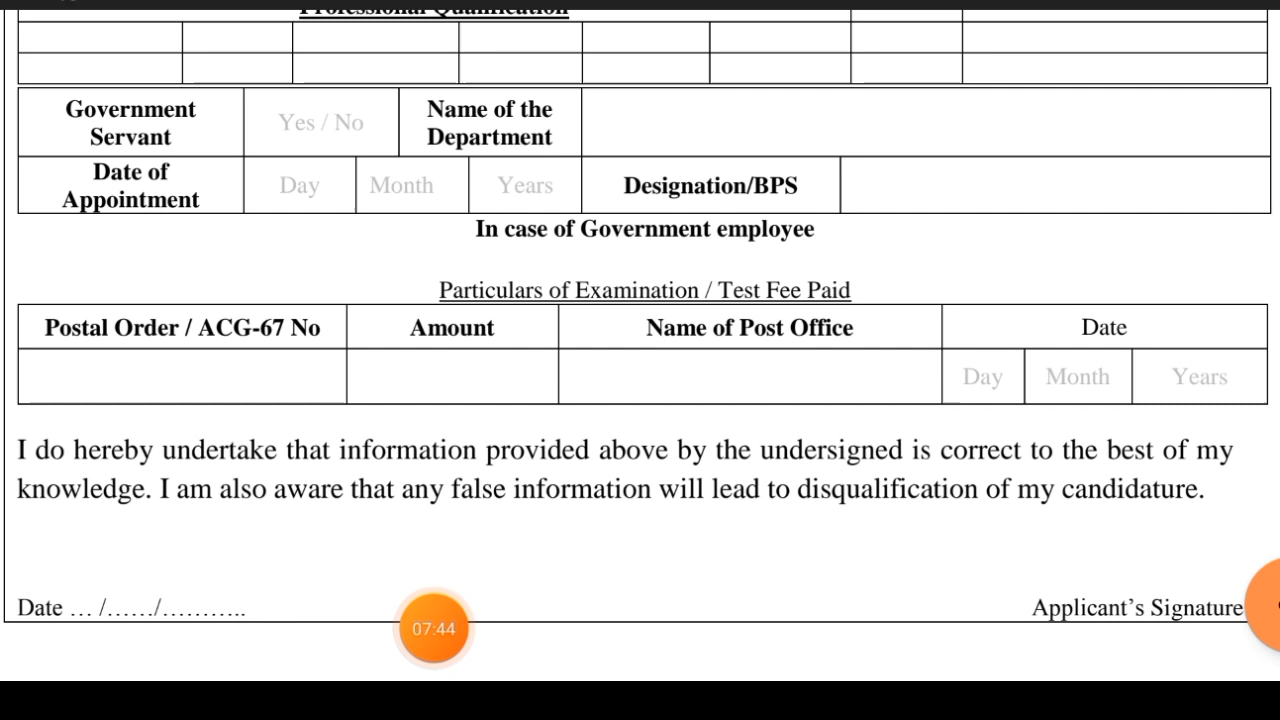 Professional Qualification
Government Servant
Yes / No
Name of the Department
Date of Appointment
Day
Month
Years
Designation/BPS
In case of Government employee
Particulars of Examination / Test Fee Paid
Postal Order / ACG-67 No
Amount
Name of Post Office
Date
Day
Month
Years
I do hereby undertake that information provided above by the undersigned is correct to the best of my
knowledge. I am also aware that any false information will lead to disqualification of my candidature.
Date … /……/………..
Applicant’s Signature
07:44